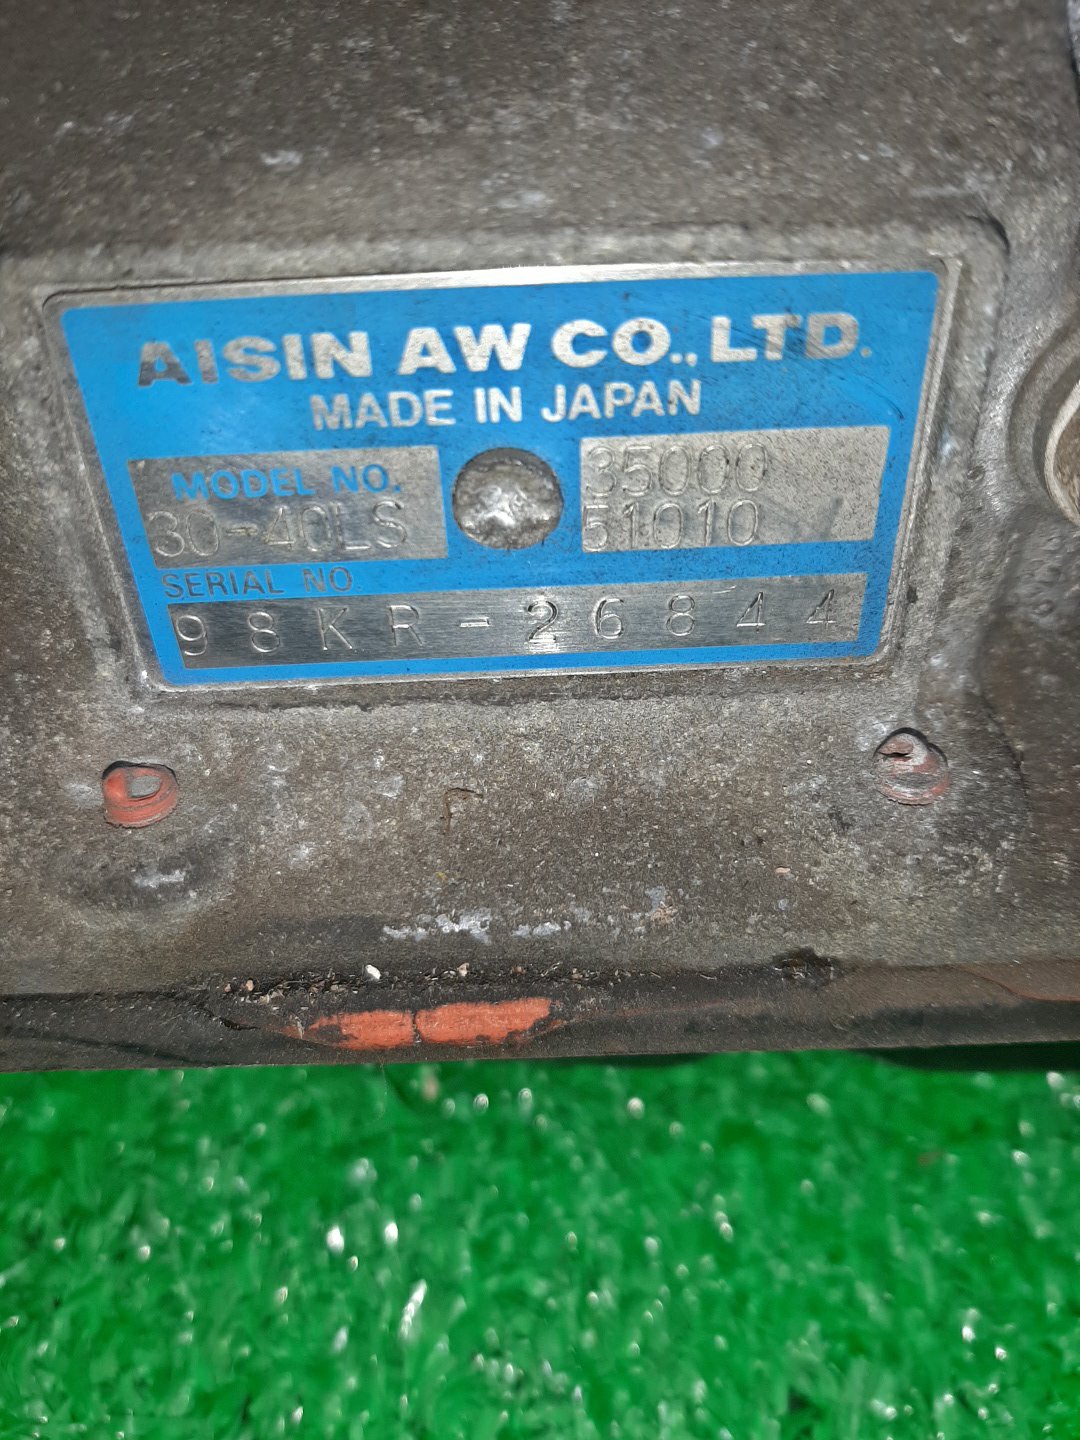 AISIN AW CO., LTD.
MADE IN JAPAN
MODEL NO.
30-40LS
35000
51010
SERIAL NO.
98KR-26844